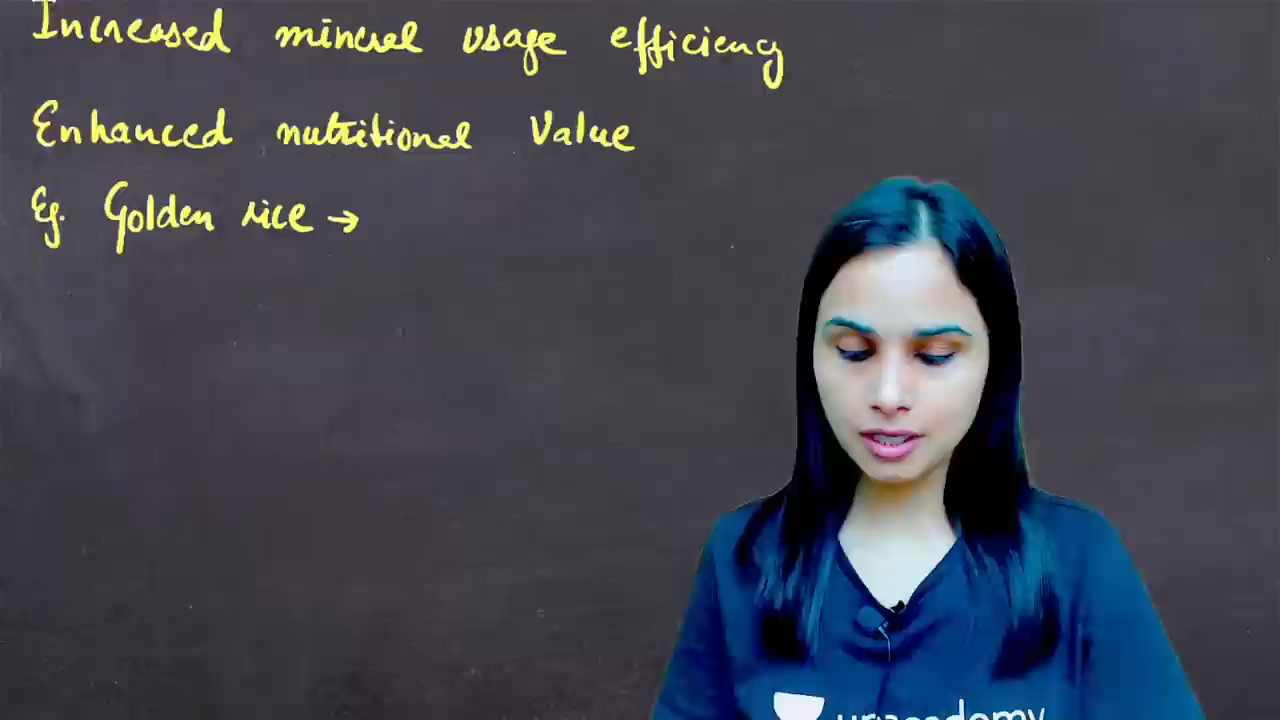 Increased mineral usage efficiency
Enhanced nutritional Value
Eg. Golden rice →
unacademy